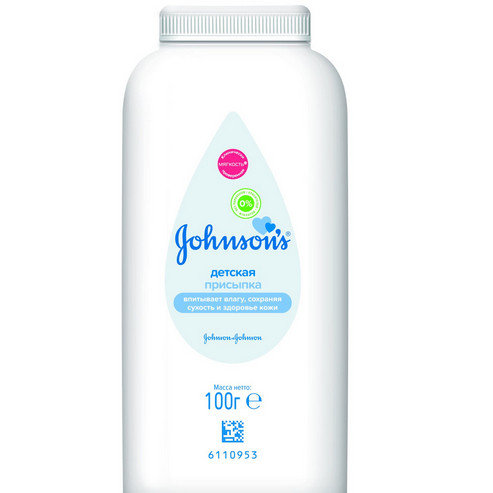 МЯГКОСТЬ
0%
Johnson's
детская
присыпка
впитывает влагу, сохраняя
сухость и здоровье кожи
Johnson & Johnson
Масса нетто:
100г ℮
6110953